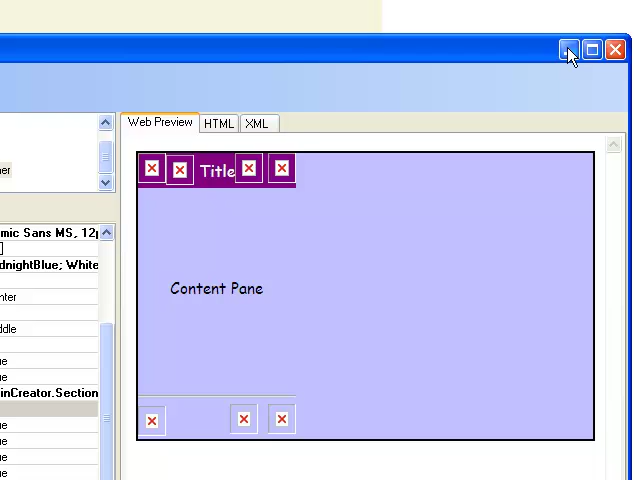 Web Preview HTML XML
her
Title
mic Sans MS, 12p
dnightBlue; White
Content Pane
nter
ddle
ue
ue
inCreator.Section
ue
ue
ue
ue